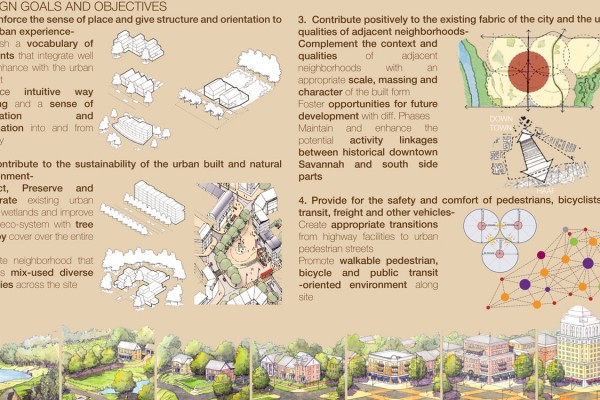 GN GOALS AND OBJECTIVES
nforce the sense of place and give structure and orientation to
rban experience-
sh a vocabulary of
nts that integrate well
nhance with the urban
t
ce intuitive way
ng and a sense of
ation and
ation into and from
y
ontribute to the sustainability of the urban built and natural
nment-
ct, Preserve and
rate existing urban
wetlands and improve
eco-system with tree
py cover over the entire
te neighborhood that
s mix-used diverse
ies across the site
3. Contribute positively to the existing fabric of the city and the u
qualities of adjacent neighborhoods-
Complement the context and
qualities of adjacent
neighborhoods with an
appropriate scale, massing and
character of the built form
Foster opportunities for future
development with diff. Phases
Maintain and enhance the
potential activity linkages
between historical downtown
Savannah and south side
parts
DOWN
TOWN
4. Provide for the safety and comfort of pedestrians, bicyclists
transit, freight and other vehicles-
Create appropriate transitions
from highway facilities to urban
pedestrian streets
Promote walkable pedestrian,
bicycle and public transit
-oriented environment along
site